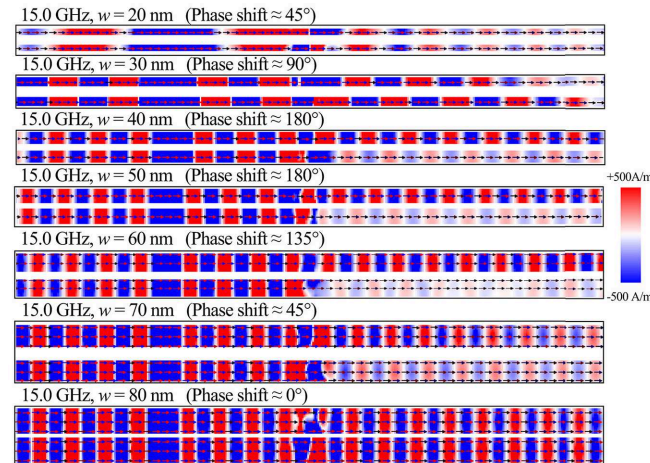 15.0 GHz, w = 20 nm (Phase shift ≈ 45°)
15.0 GHz, w = 30 nm (Phase shift ≈ 90°)
15.0 GHz, w = 40 nm (Phase shift ≈ 180°)
15.0 GHz, w = 50 nm (Phase shift ≈ 180°)
+500A/m
15.0 GHz, w = 60 nm (Phase shift ≈ 135°)
-500 A/m
15.0 GHz, w = 70 nm (Phase shift ≈ 45°)
15.0 GHz, w = 80 nm (Phase shift ≈ 0°)